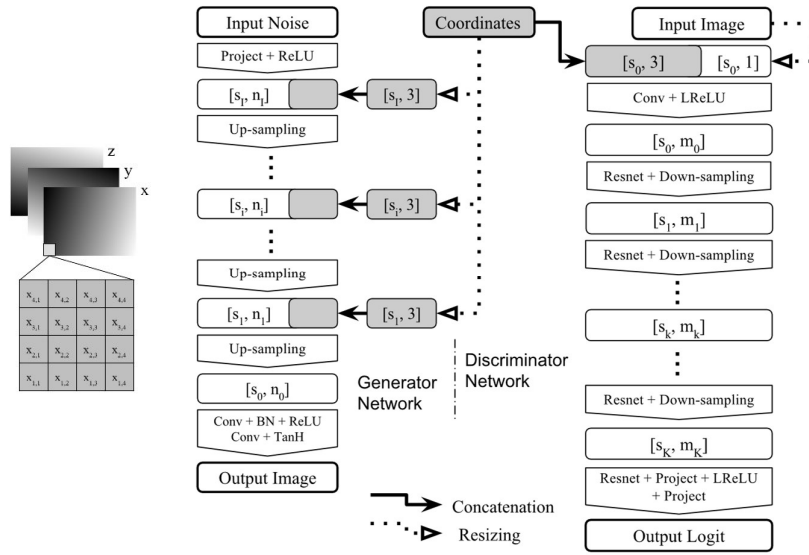 z
y
x
x4,1 x4,2 x4,3 x4,4
x3,1 x3,2 x3,3 x3,4
x2,1 x2,2 x2,3 x2,4
x1,1 x1,2 x1,3 x1,4
Input Noise
Project + ReLU
[sI, nI]
[sI, 3]
Up-sampling
[si, ni]
[si, 3]
Up-sampling
[s1, n1]
[s1, 3]
Up-sampling
[s0, n0]
Conv + BN + ReLU
Conv + TanH
Output Image
Coordinates
Generator
Network
Discriminator
Network
Concatenation
Resizing
Input Image
[s0, 3]
[s0, 1]
Conv + LReLU
[s0, m0]
Resnet + Down-sampling
[s1, m1]
Resnet + Down-sampling
[sk, mk]
Resnet + Down-sampling
[sK, mK]
Resnet + Project + LReLU
+ Project
Output Logit